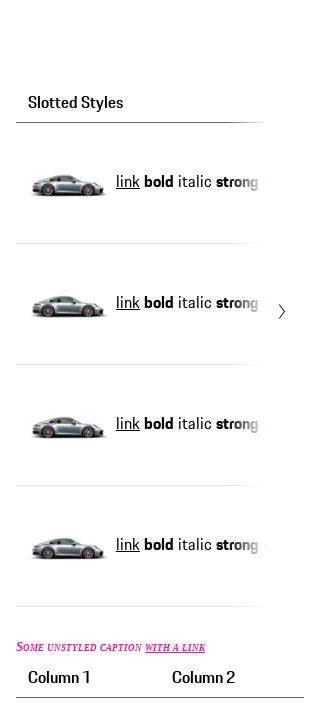 Slotted Styles
link bold italic strong
link bold italic strong
link bold italic strong
link bold italic strong
Some unstyled caption with a link
Column 1 Column 2